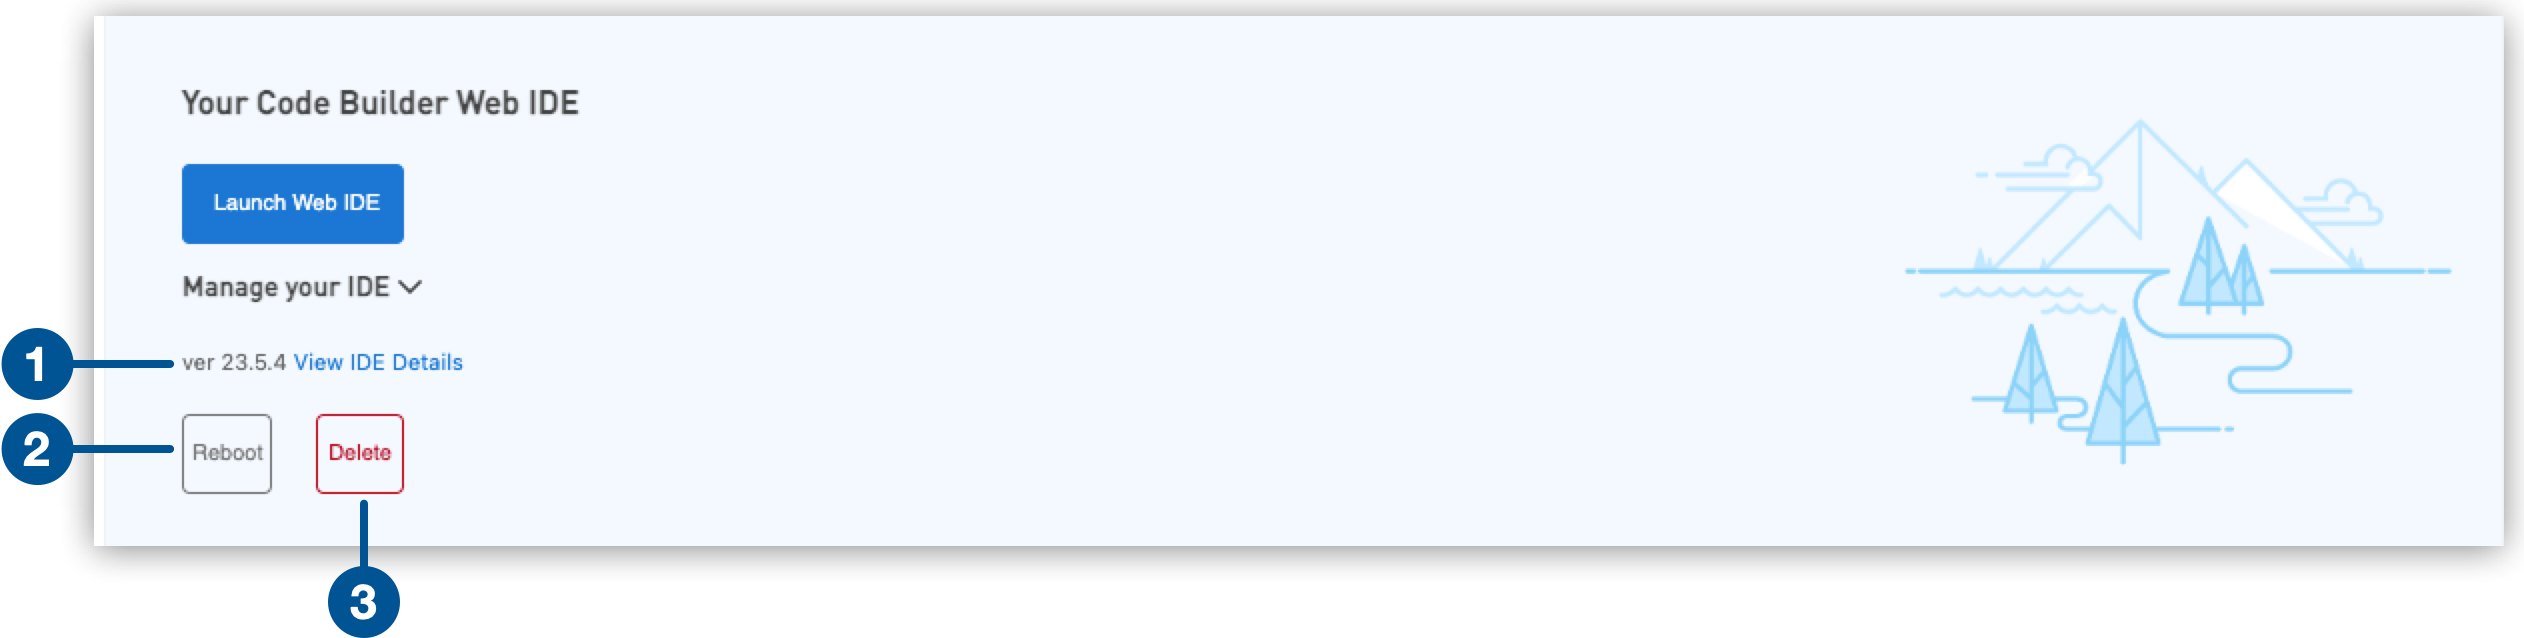 Your Code Builder Web IDE
Launch Web IDE
Manage your IDE
1 ver 23.5.4 View IDE Details
2 Reboot Delete
3